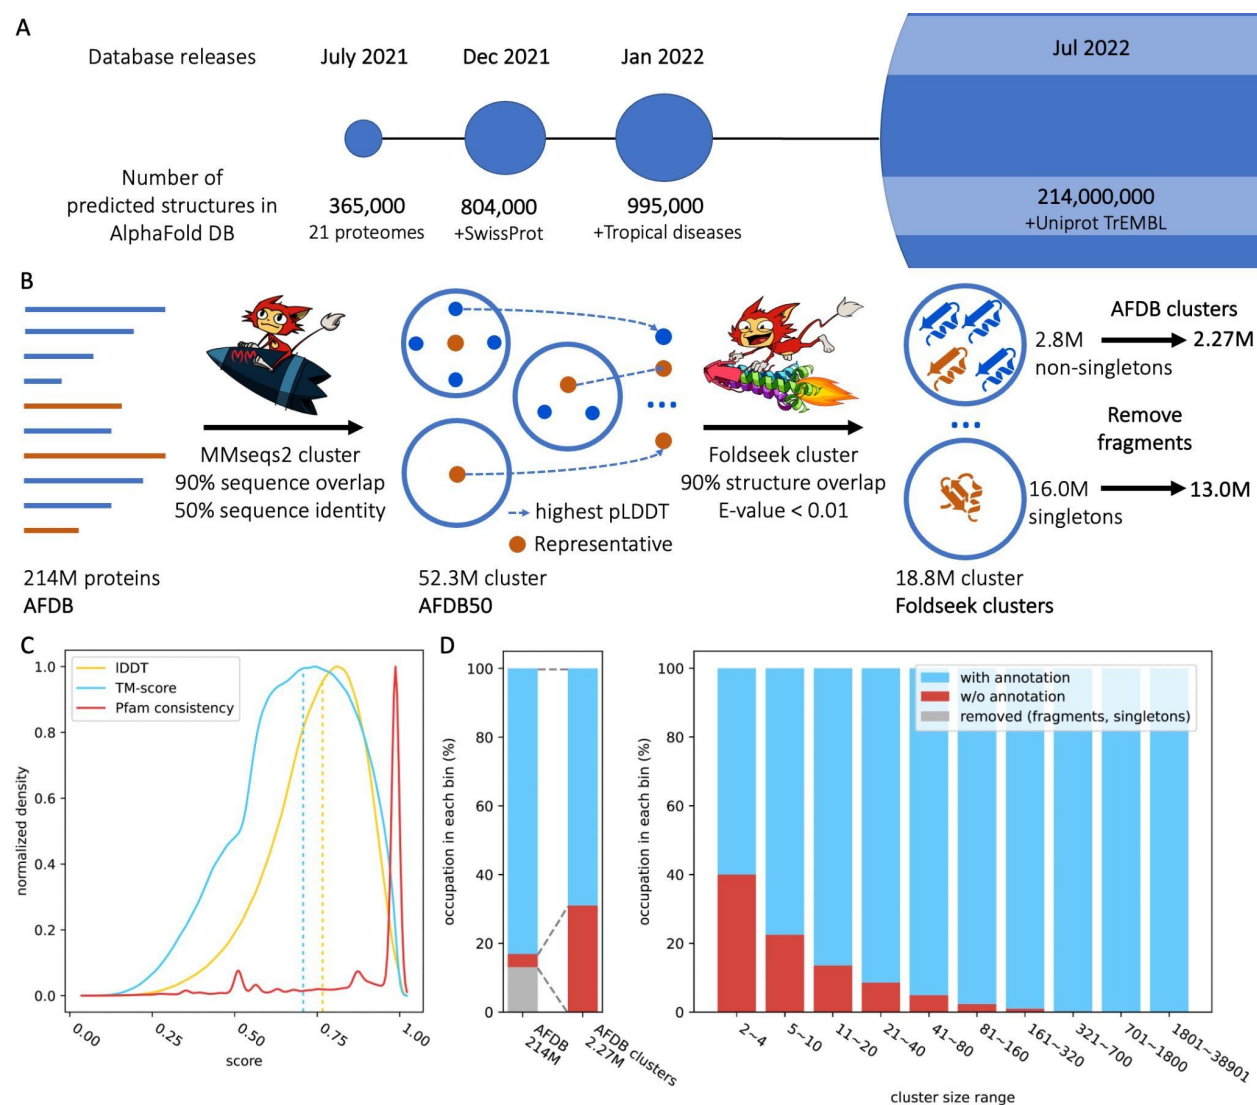 A
Database releases
July 2021
Dec 2021
Jan 2022
Jul 2022
Number of
predicted structures in
AlphaFold DB
365,000
21 proteomes
804,000
+SwissProt
995,000
+Tropical diseases
214,000,000
+Uniprot TrEMBL
B
MM
MMseqs2 cluster
90% sequence overlap
50% sequence identity
214M proteins
AFDB
highest pLDDT
Representative
52.3M cluster
AFDB50
Foldseek cluster
90% structure overlap
E-value < 0.01
2.8M
non-singletons
AFDB clusters
2.27M
Remove
fragments
16.0M
singletons
13.0M
18.8M cluster
Foldseek clusters
C
lDDT
TM-score
Pfam consistency
normalized density
1.0
0.8
0.6
0.4
0.2
0.0
0.00
0.25
0.50
0.75
1.00
score
D
occupation in each bin (%)
100
80
60
40
20
0
AFDB
214M
AFDB clusters
2.27M
occupation in each bin (%)
100
80
60
40
20
0
with annotation
w/o annotation
removed (fragments, singletons)
2~4
5~10
11~20
21~40
41~80
81~160
161~320
321~700
701~1800
1801~38901
cluster size range